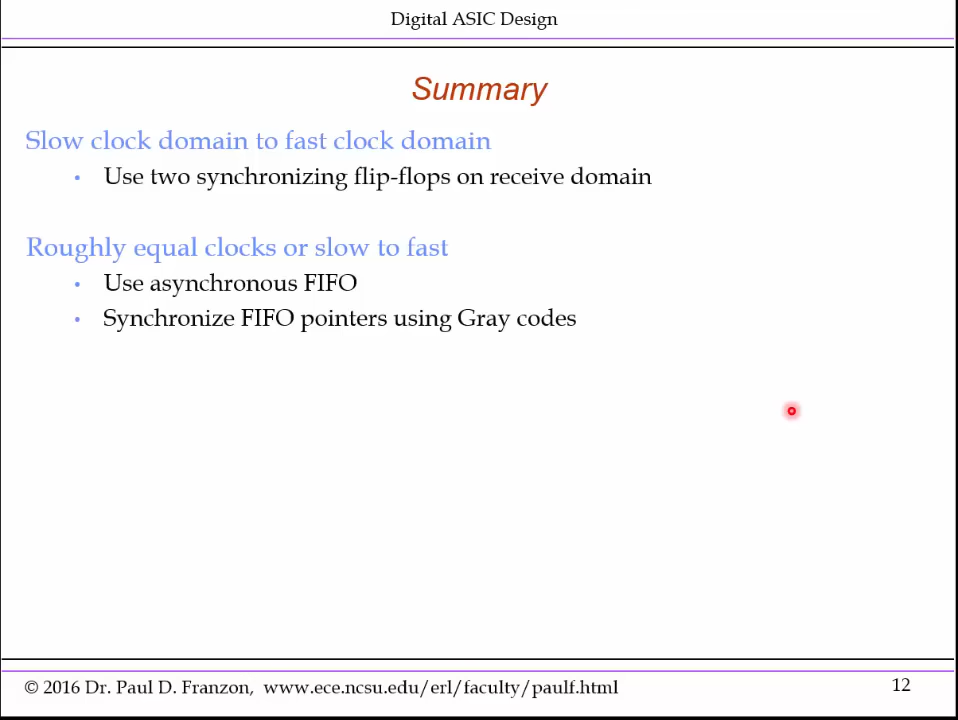 Digital ASIC Design
Summary
Slow clock domain to fast clock domain
• Use two synchronizing flip-flops on receive domain
Roughly equal clocks or slow to fast
• Use asynchronous FIFO
• Synchronize FIFO pointers using Gray codes
© 2016 Dr. Paul D. Franzon, www.ece.ncsu.edu/erl/faculty/paulf.html
12